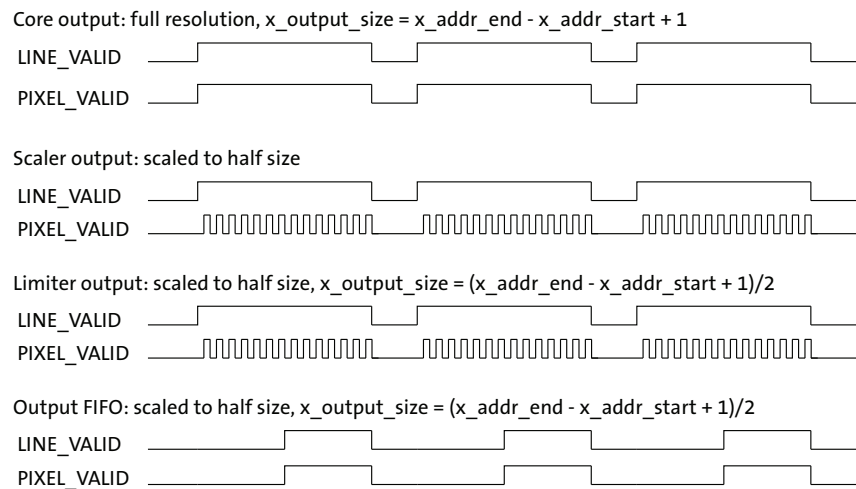 Core output: full resolution, x_output_size = x_addr_end - x_addr_start + 1
LINE_VALID
PIXEL_VALID
Scaler output: scaled to half size
LINE_VALID
PIXEL_VALID
Limiter output: scaled to half size, x_output_size = (x_addr_end - x_addr_start + 1)/2
LINE_VALID
PIXEL_VALID
Output FIFO: scaled to half size, x_output_size = (x_addr_end - x_addr_start + 1)/2
LINE_VALID
PIXEL_VALID